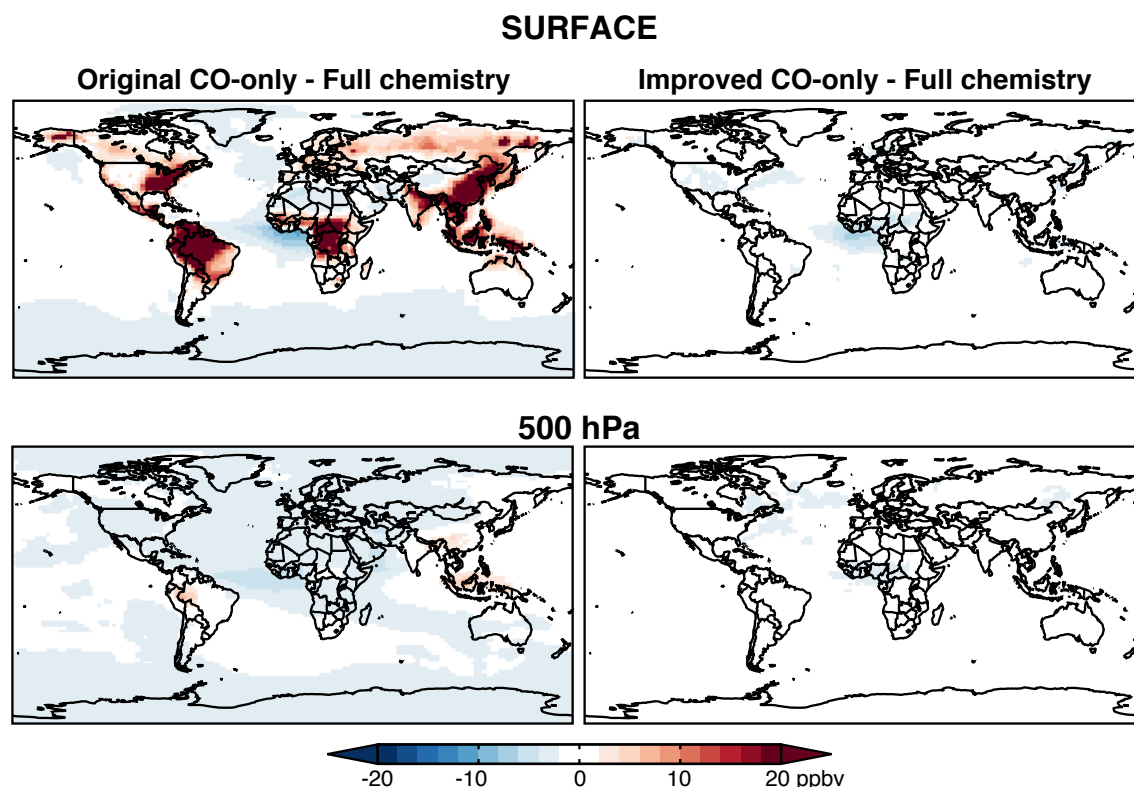 SURFACE
Original CO-only - Full chemistry
Improved CO-only - Full chemistry
500 hPa
-20 -10 0 10 20 ppbv